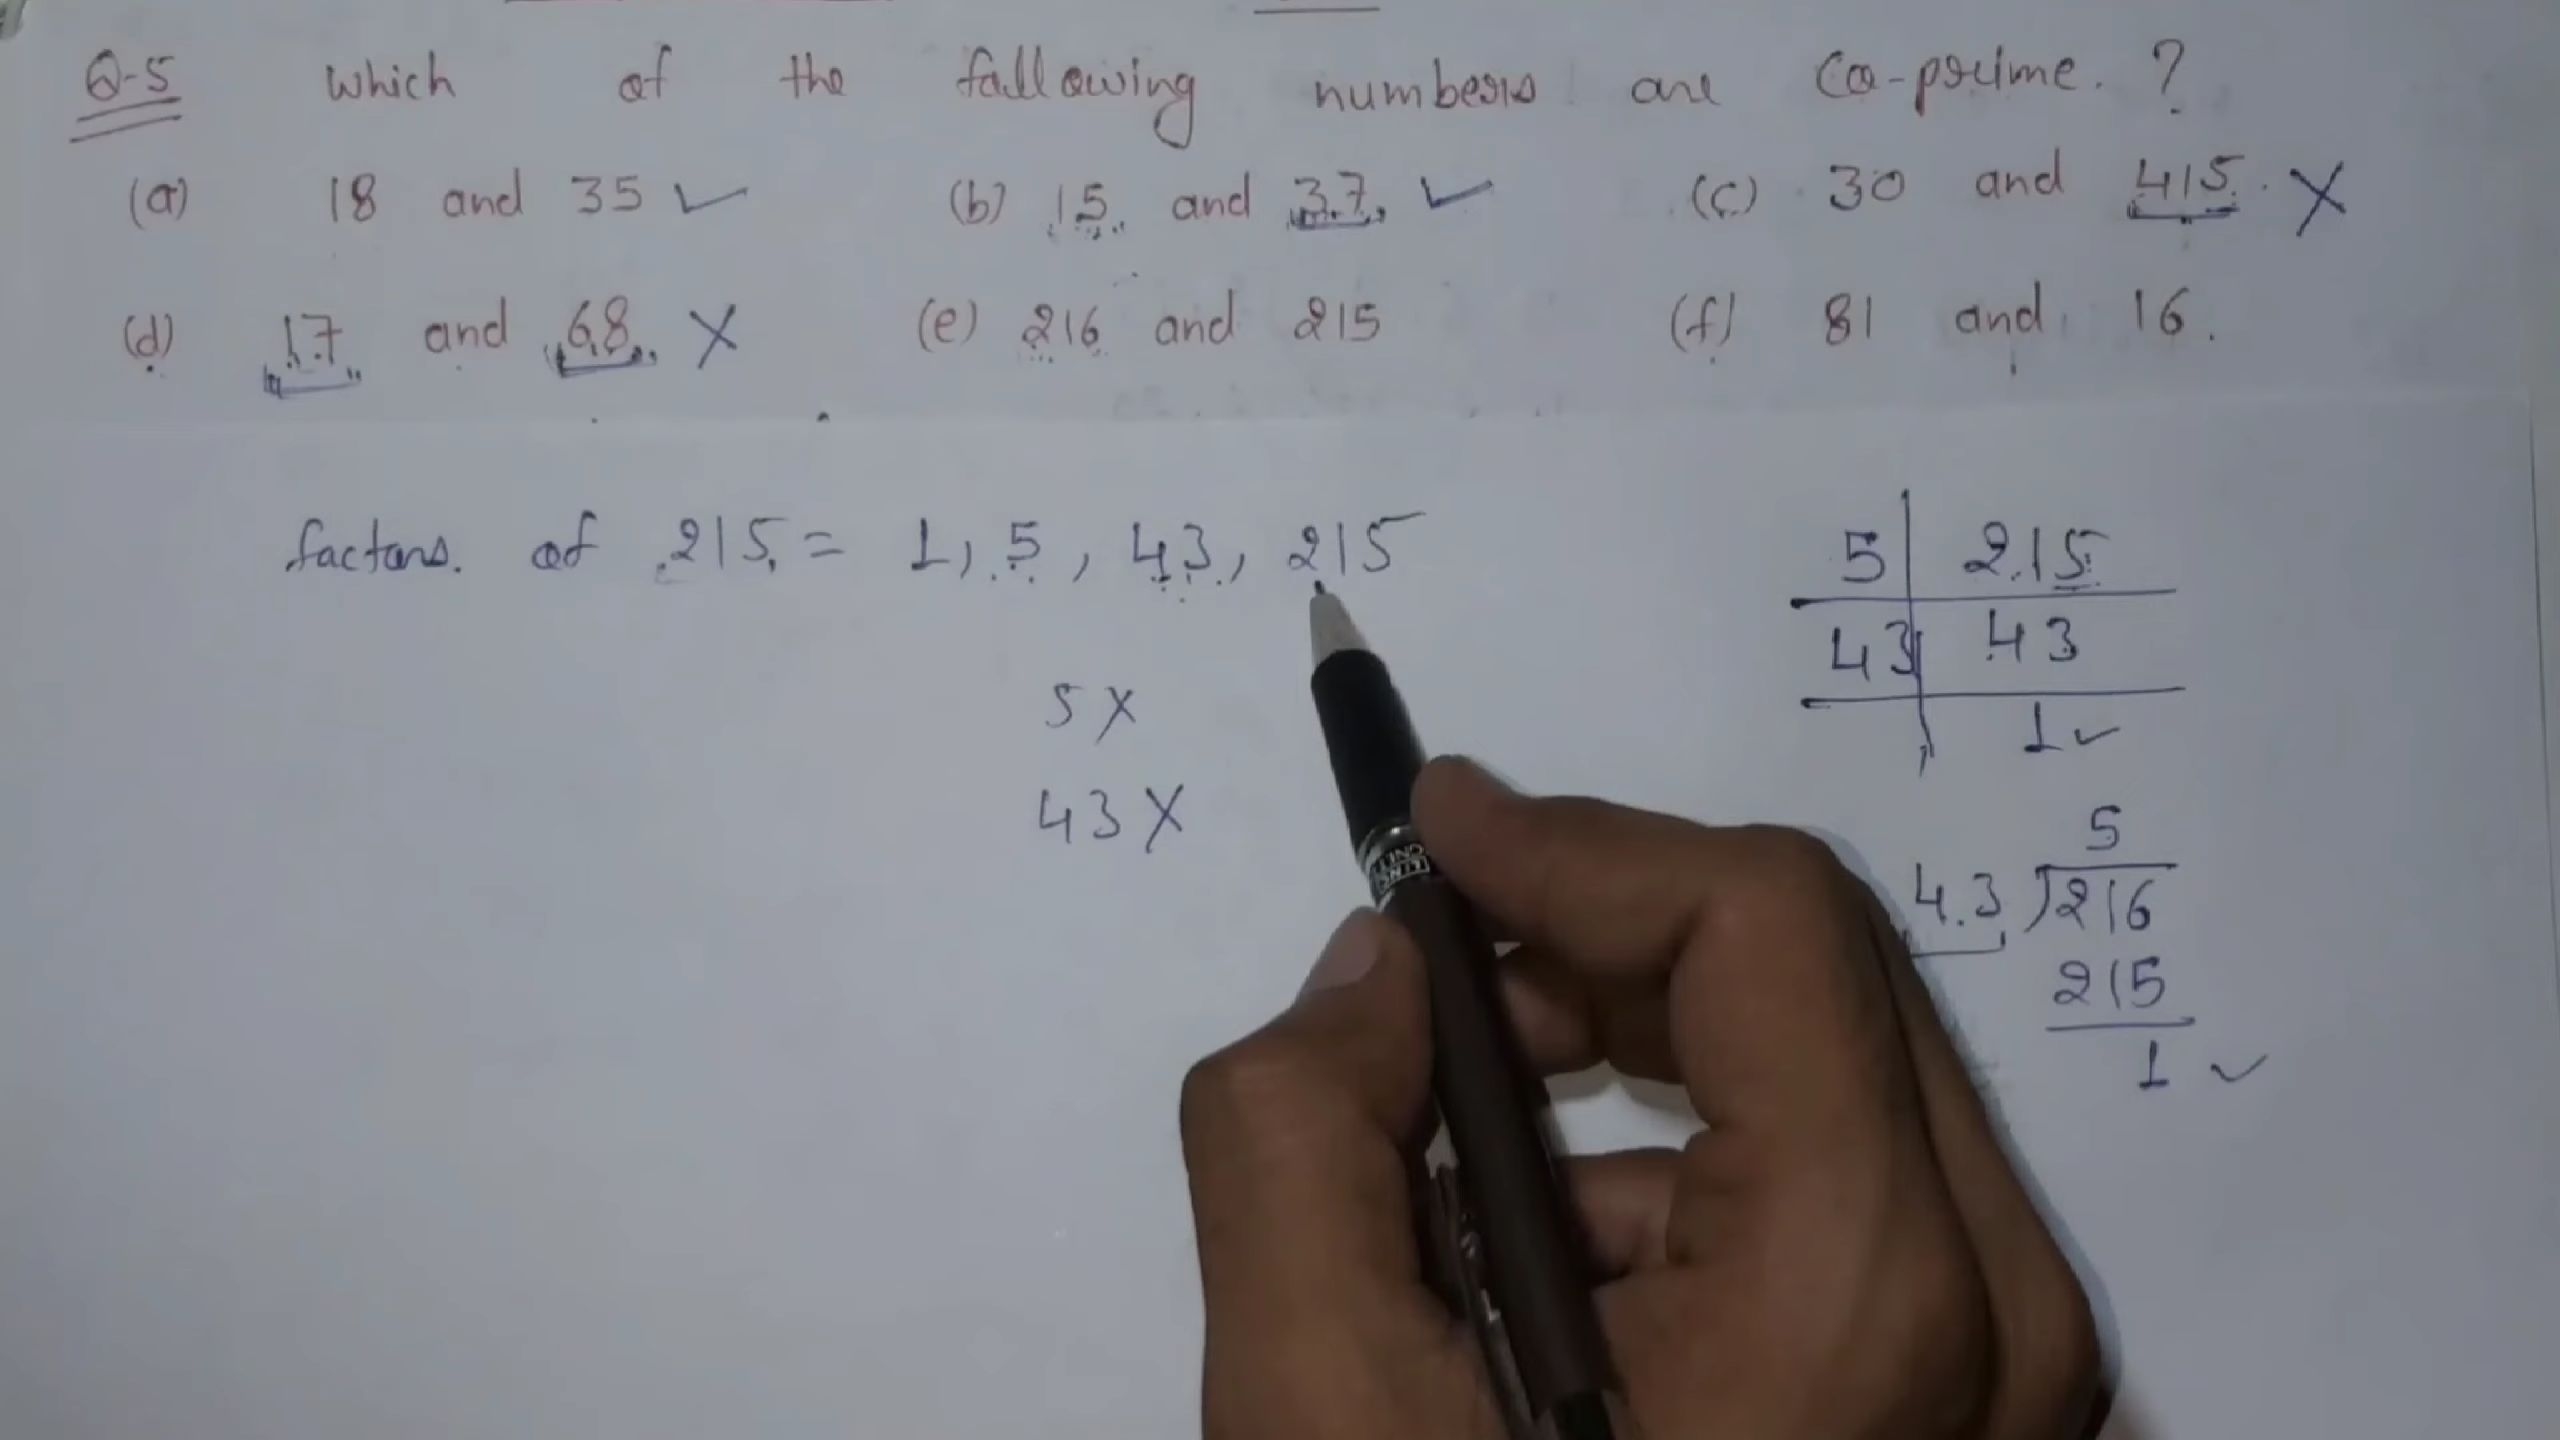 Q-5 Which of the fallowing numbers are Co-prime. ?
(a) 18 and 35 ✓ (b) 15 and 37 ✓ (c) 30 and 415 X
(d) 17 and 68 X (e) 216 and 215 (f) 81 and 16.
factors of 215 = 1, 5, 43, 215
5 | 215
43 | 43
1 ✓
5 X
43 X
5
43 ) 216
215
1 ✓